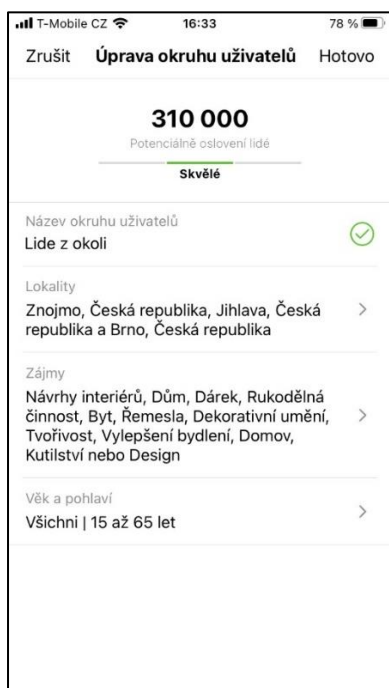 T-Mobile CZ 16:33 78 %
Zrušit Úprava okruhu uživatelů Hotovo
310 000
Potenciálně oslovení lidé
Skvělé
Název okruhu uživatelů
Lide z okoli
Lokality
Znojmo, Česká republika, Jihlava, Česká
republika a Brno, Česká republika
Zájmy
Návrhy interiérů, Dům, Dárek, Rukodělná
činnost, Byt, Řemesla, Dekorativní umění,
Tvořivost, Vylepšení bydlení, Domov,
Kutilství nebo Design
Věk a pohlaví
Všichni | 15 až 65 let